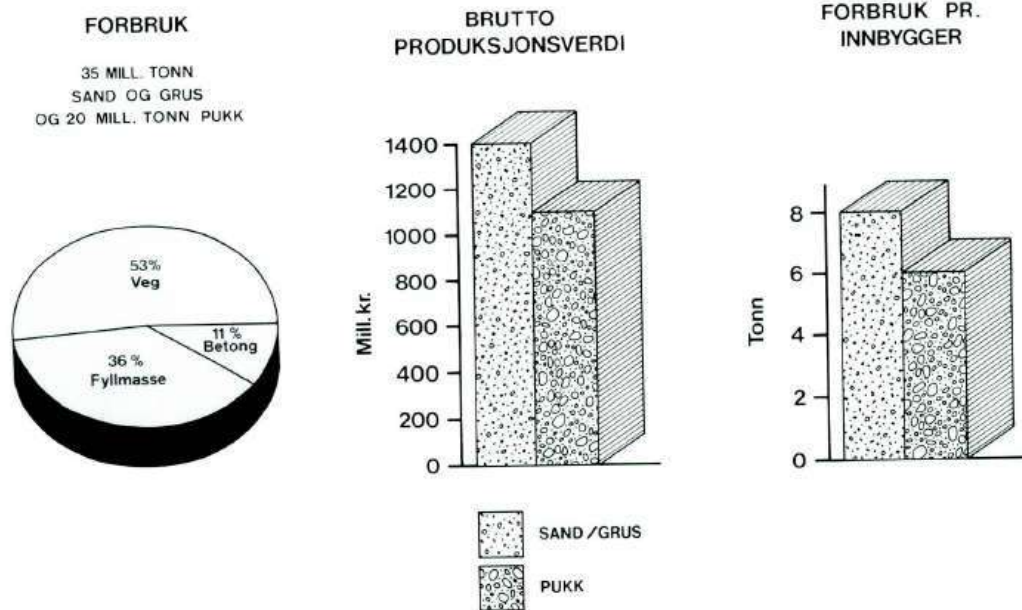 FORBRUK
35 MILL. TONN
SAND OG GRUS
OG 20 MILL. TONN PUKK
53%
Veg
11 %
Betong
36 %
Fyllmasse
BRUTTO
PRODUKSJONSVERDI
Mill. kr.
1400
1200
1000
800
600
400
200
0
FORBRUK PR.
INNBYGGER
Tonn
8
6
4
2
0
SAND/GRUS
PUKK